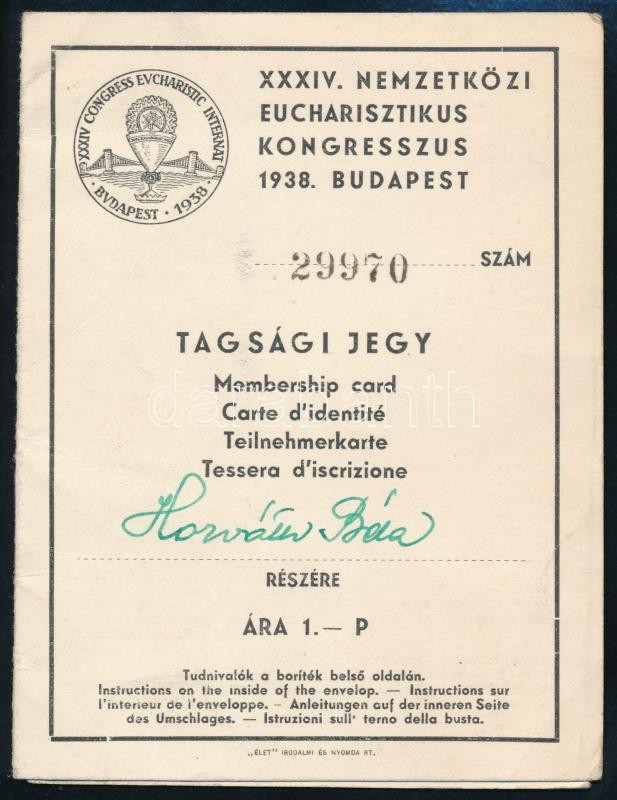 XXXIV CONGRESS EVCHARISTIC INTERNAT
· BVDAPEST · 1938 ·
XXXIV. NEMZETKÖZI
EUCHARISZTIKUS
KONGRESSZUS
1938. BUDAPEST
29970 SZÁM
TAGSÁGI JEGY
Membership card
Carte d'identité
Teilnehmerkarte
Tessera d'iscrizione
darabanth
Horváth Béla
RÉSZÉRE
ÁRA 1.— P
Tudnivalók a boríték belső oldalán.
Instructions on the inside of the envelop. — Instructions sur
l'interieur de l'enveloppe. – Anleitungen auf der inneren Seite
des Umschlages. — Istruzioni sull' terno della busta.
„ÉLET" IRODALMI ÉS NYOMDA RT.